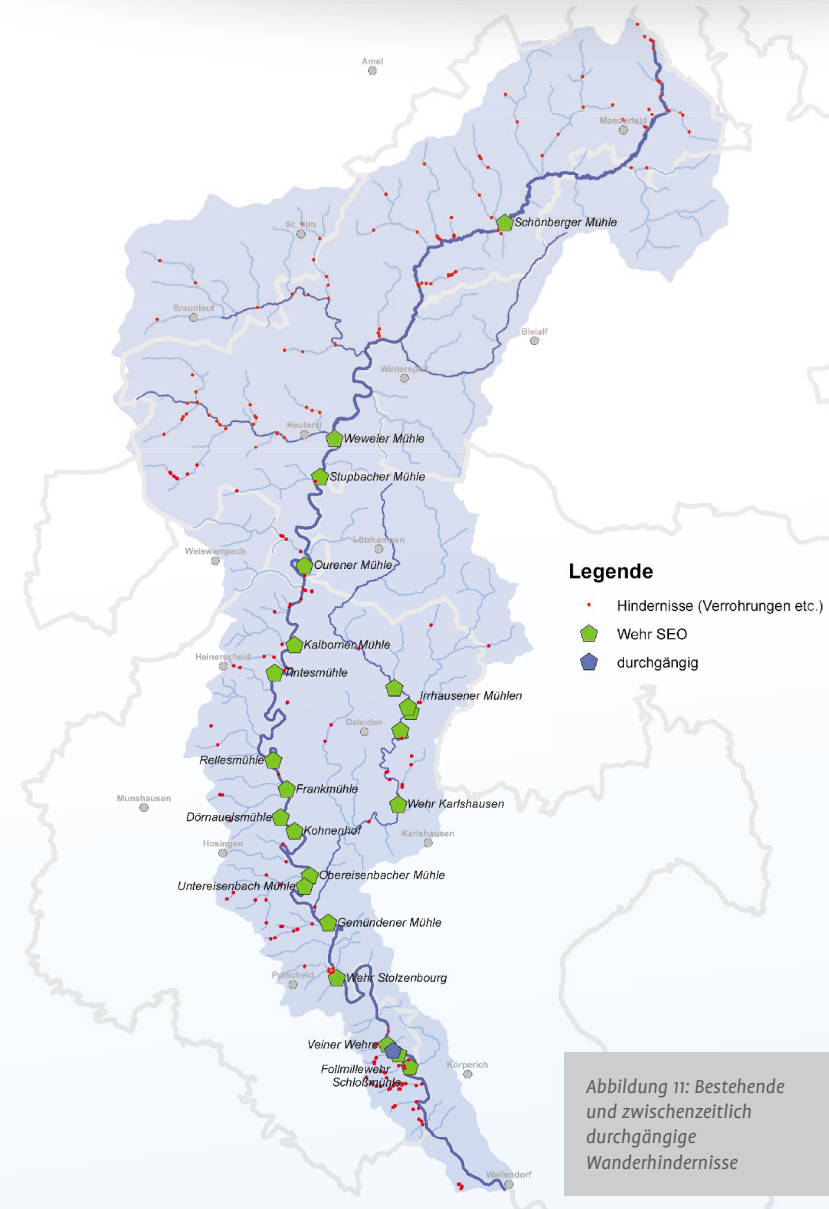 Amel
Manderfeld
Schönberger Mühle
St. Vith
Braunlauf
Bleialf
Winterspelt
Reuland
Weweler Mühle
Stupbacher Mühle
Lötzkampen
Weiswampach
Ourener Mühle
Legende
Hindernisse (Verrohrungen etc.)
Wehr SEO
durchgängig
Kalborner Mühle
Heinerscheid
Tintesmühle
Irrhausener Mühlen
Daleiden
Rellesmühle
Frankmühle
Munshausen
Wehr Karlshausen
Dörnauelsmühle
Kohnenhof
Karlshausen
Hosingen
Obereisenbacher Mühle
Untereisenbach Mühle
Gemündener Mühle
Putscheid
Wehr Stolzenbourg
Veiner Wehre
Follmillewehr
Schloßmühle
Körperich
Abbildung 11: Bestehende
und zwischenzeitlich
durchgängige
Wanderhindernisse
Wallendorf